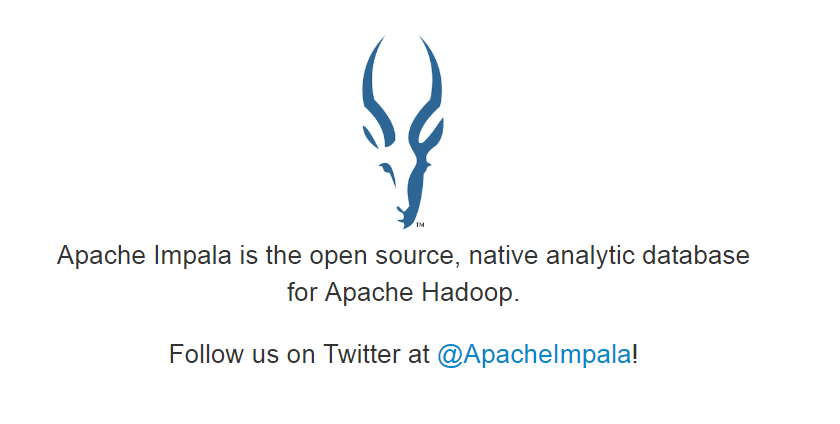 TM
Apache Impala is the open source, native analytic database
for Apache Hadoop.
Follow us on Twitter at @ApacheImpala!